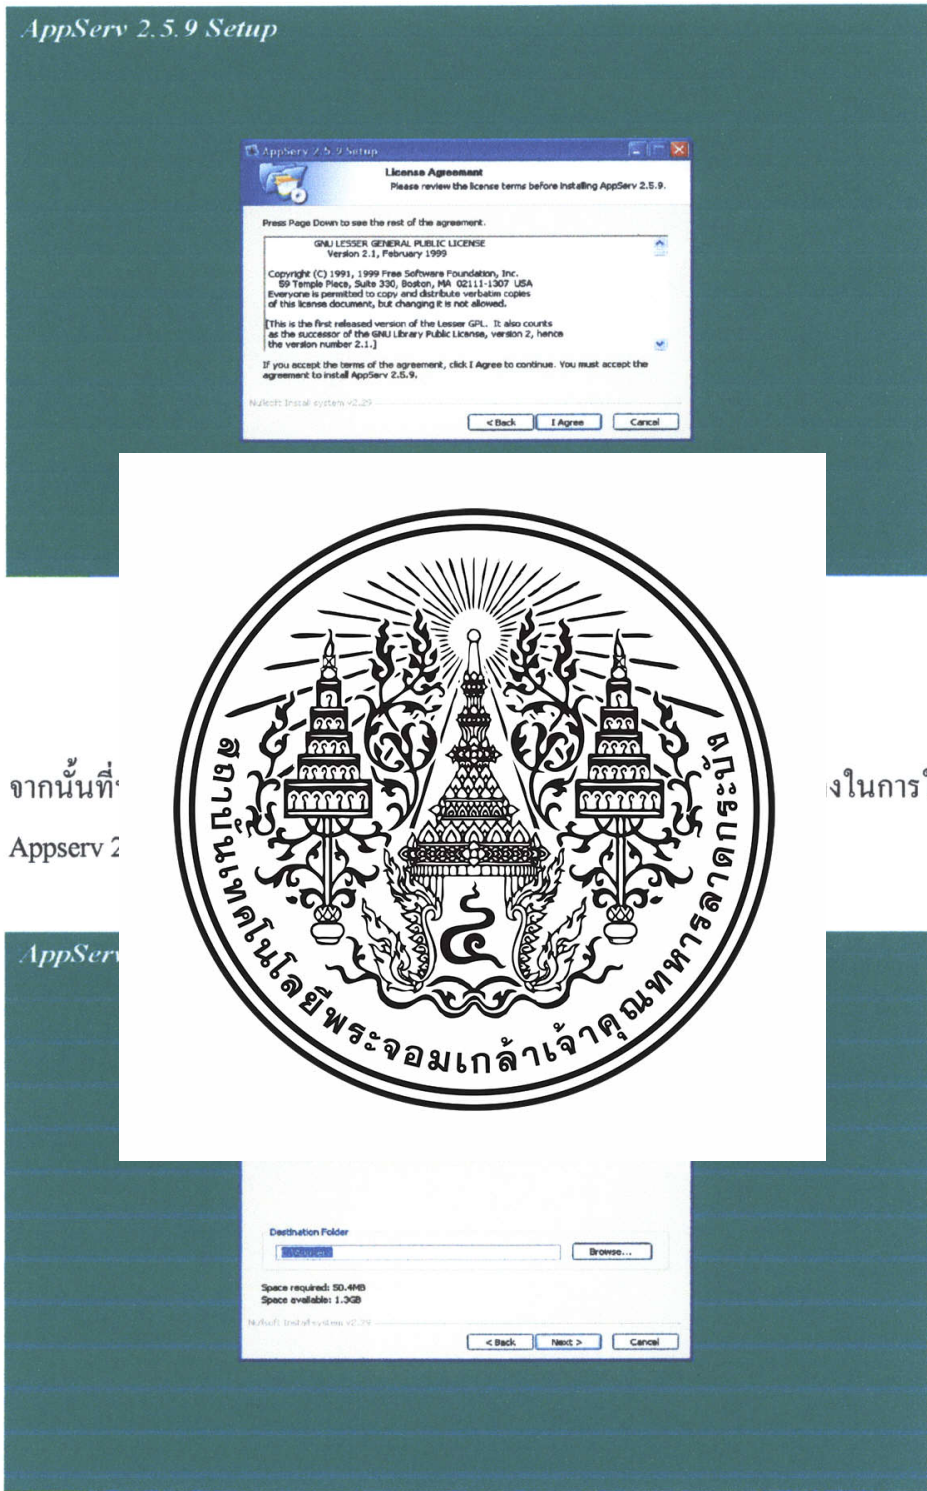 AppServ 2.5.9 Setup
AppServ 2.5.9 Setup
License Agreement
Please review the license terms before installing AppServ 2.5.9.
Press Page Down to see the rest of the agreement.
GNU LESSER GENERAL PUBLIC LICENSE
Version 2.1, February 1999
Copyright (C) 1991, 1999 Free Software Foundation, Inc.
59 Temple Place, Suite 330, Boston, MA 02111-1307 USA
Everyone is permitted to copy and distribute verbatim copies
of this license document, but changing it is not allowed.
[This is the first released version of the Lesser GPL. It also counts
as the successor of the GNU Library Public License, version 2, hence
the version number 2.1.]
If you accept the terms of the agreement, click I Agree to continue. You must accept the
agreement to install AppServ 2.5.9.
Nullsoft Install system v2.29
< Back I Agree Cancel
สถาบันเทคโนโลยีพระจอมเกล้าเจ้าคุณทหารลาดกระบัง
๔
จากนั้นที่ ในการ
Appserv 2
AppServ
Destination Folder
Browse...
Space required: 50.4MB
Space available: 1.3GB
Nullsoft Install system v2.29
< Back Next > Cancel